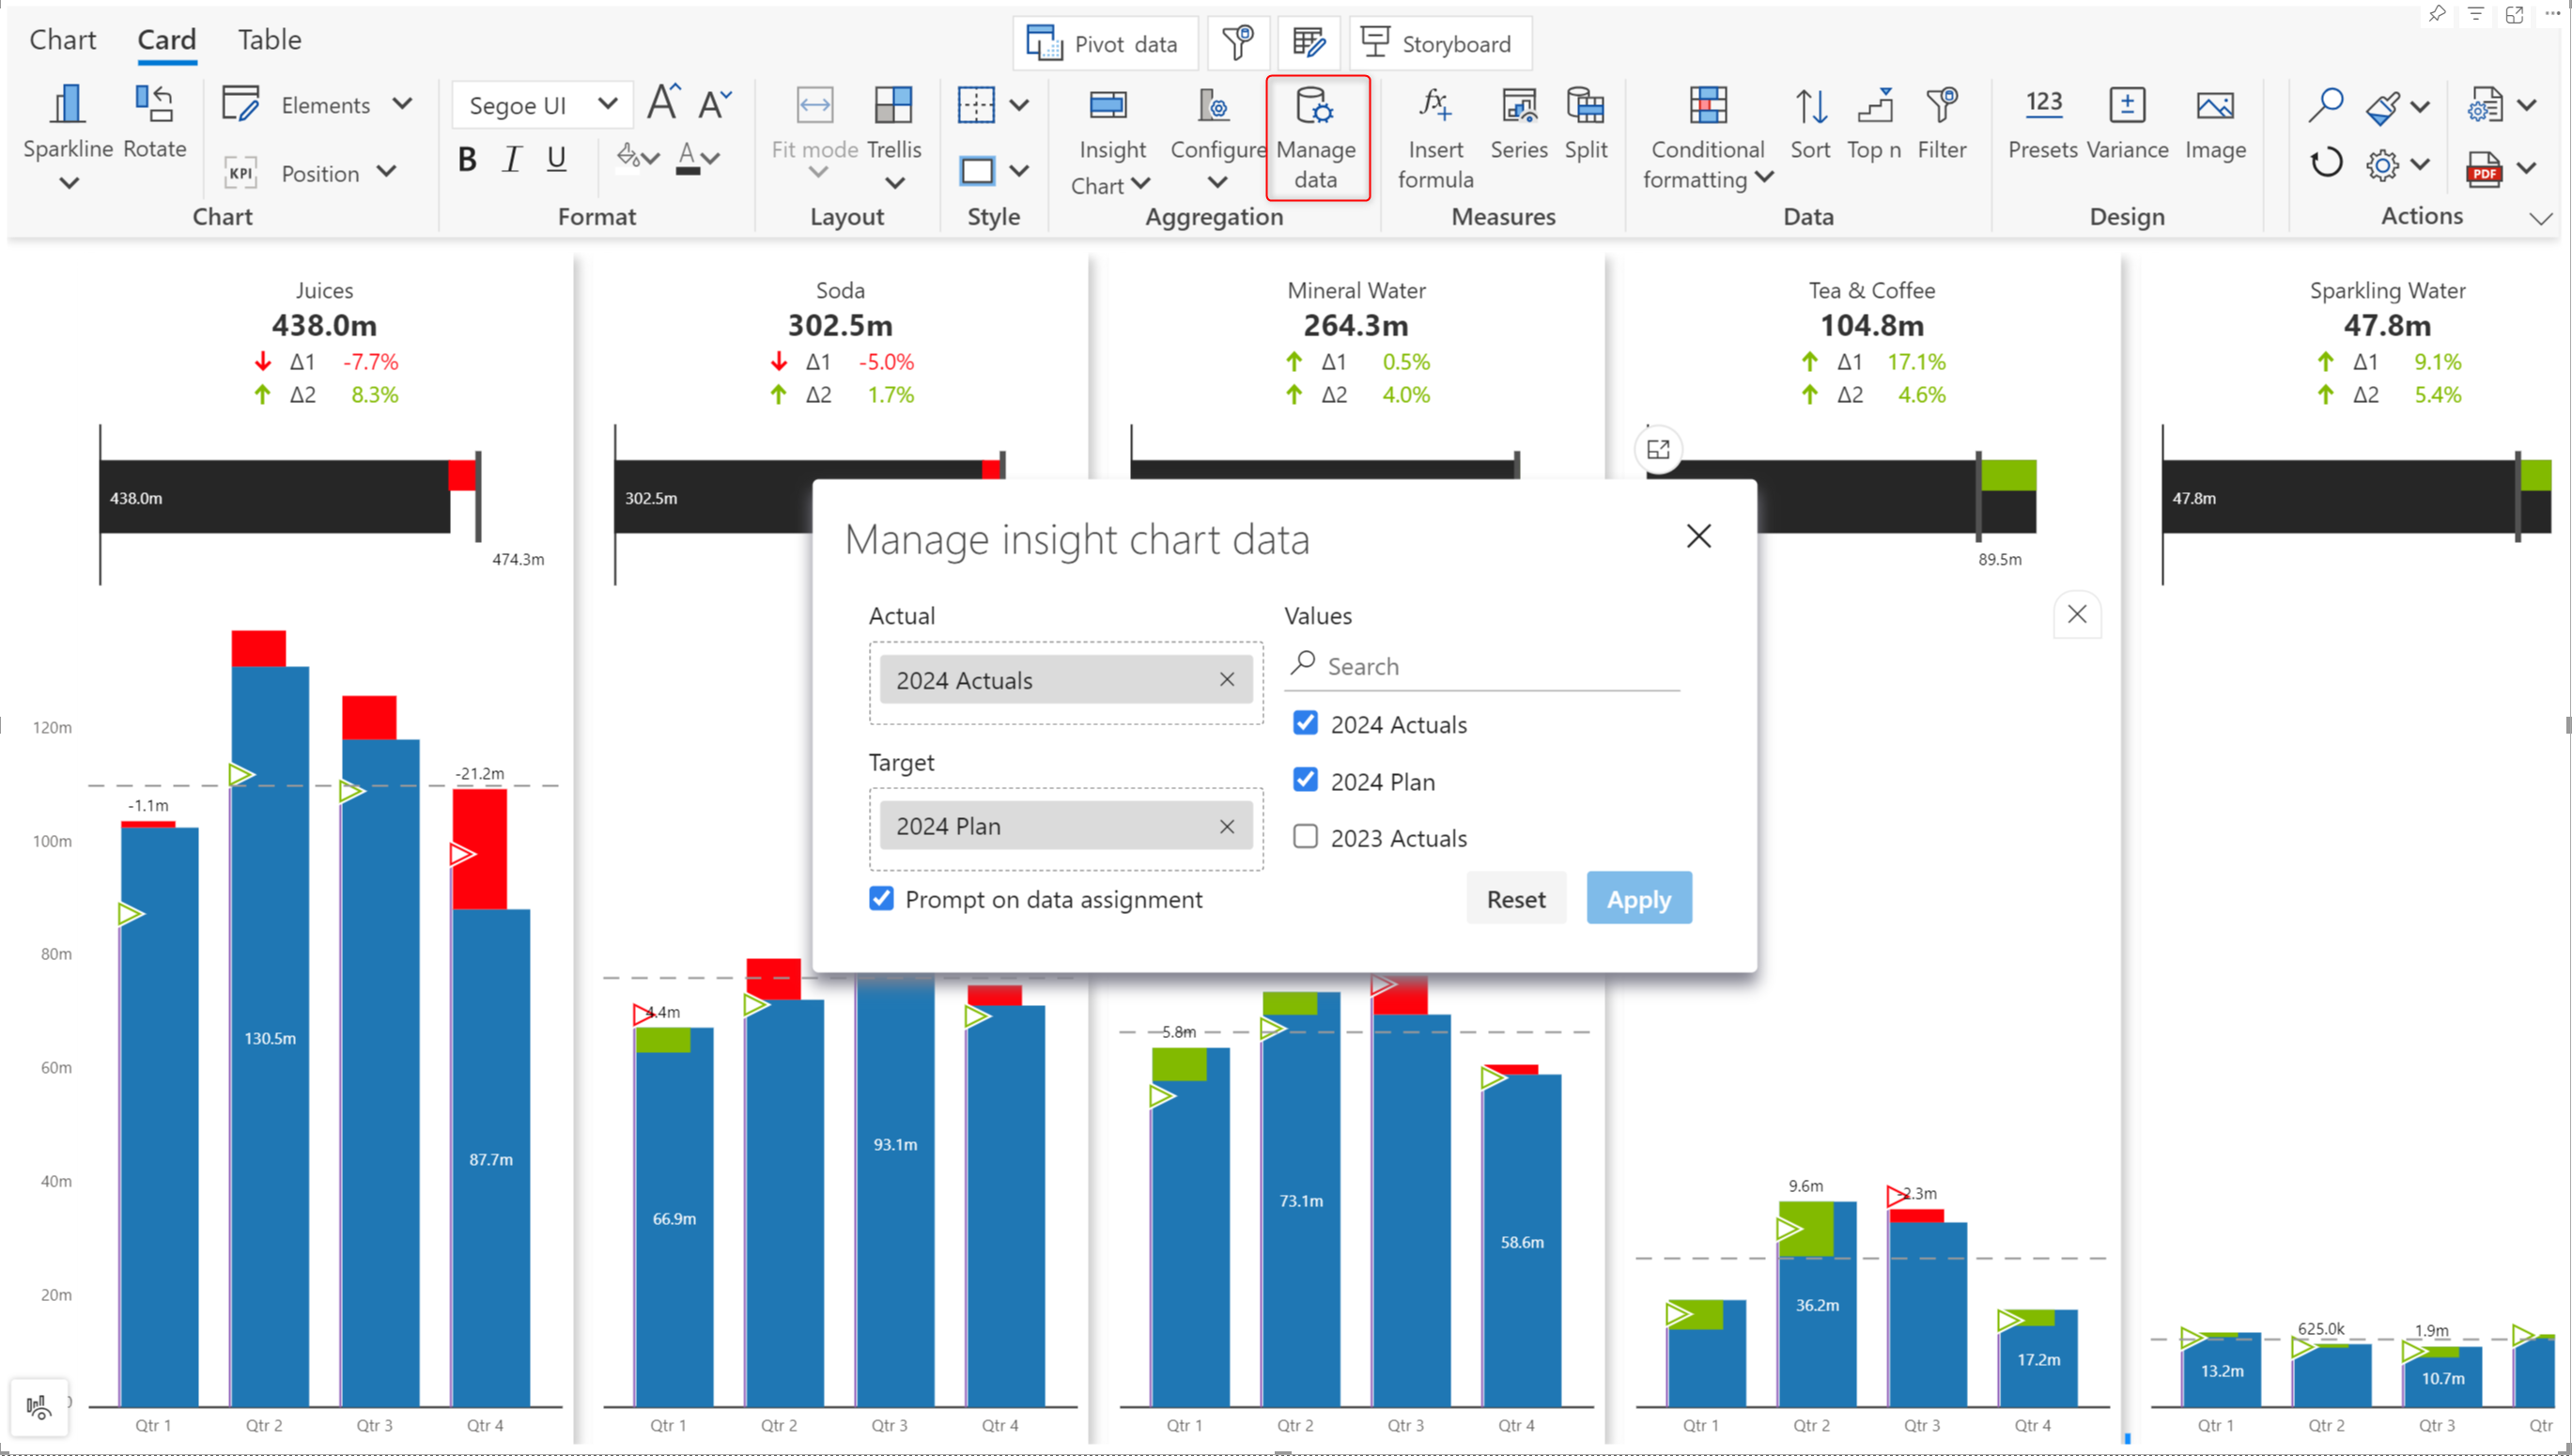 Chart Card Table
Pivot data
Storyboard
Sparkline
Rotate
Elements
KPI Position
Chart
Segoe UI
A A
B I U A
Format
Fit mode
Trellis
Layout
Style
Insight
Chart
Configure
Manage
data
Aggregation
fx
Insert
formula
Series
Split
Measures
Conditional
formatting
Sort
Top n
Filter
Data
123
Presets
Variance
Image
Design
PDF
Actions
Juices
438.0m
Δ1 -7.7%
Δ2 8.3%
438.0m
474.3m
Soda
302.5m
Δ1 -5.0%
Δ2 1.7%
302.5m
Mineral Water
264.3m
Δ1 0.5%
Δ2 4.0%
Tea & Coffee
104.8m
Δ1 17.1%
Δ2 4.6%
89.5m
Sparkling Water
47.8m
Δ1 9.1%
Δ2 5.4%
47.8m
Manage insight chart data
Actual
2024 Actuals
Target
2024 Plan
Prompt on data assignment
Values
Search
2024 Actuals
2024 Plan
2023 Actuals
Reset
Apply
120m
100m
80m
60m
40m
20m
0
-1.1m
-21.2m
130.5m
87.7m
Qtr 1 Qtr 2 Qtr 3 Qtr 4
66.9m
93.1m
Qtr 1 Qtr 2 Qtr 3 Qtr 4
5.8m
73.1m
58.6m
Qtr 1 Qtr 2 Qtr 3 Qtr 4
9.6m
-2.3m
36.2m
17.2m
Qtr 1 Qtr 2 Qtr 3 Qtr 4
625.0k
1.9m
13.2m
10.7m
Qtr 1 Qtr 2 Qtr 3 Qtr